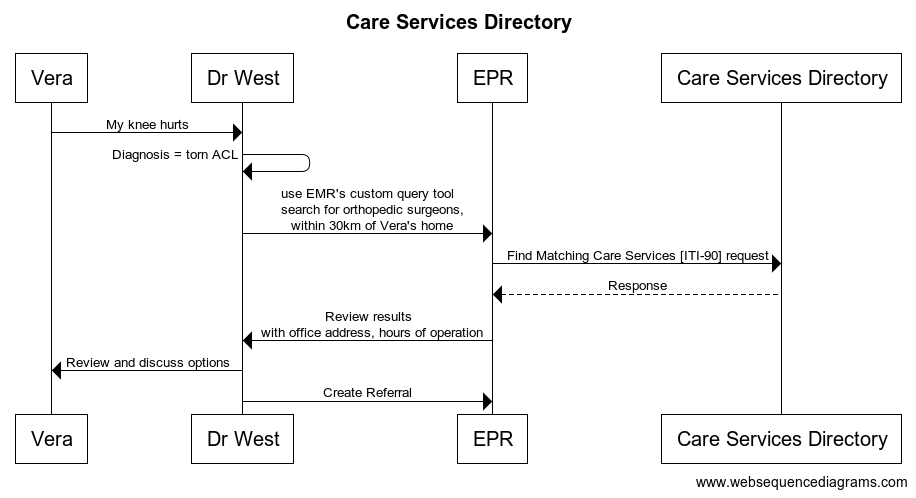 Care Services Directory
Vera
Dr West
EPR
Care Services Directory
My knee hurts
Diagnosis = torn ACL
use EMR's custom query tool
search for orthopedic surgeons,
within 30km of Vera's home
Find Matching Care Services [ITI-90] request
Response
Review results
with office address, hours of operation
Review and discuss options
Create Referral
Vera
Dr West
EPR
Care Services Directory
www.websequencediagrams.com